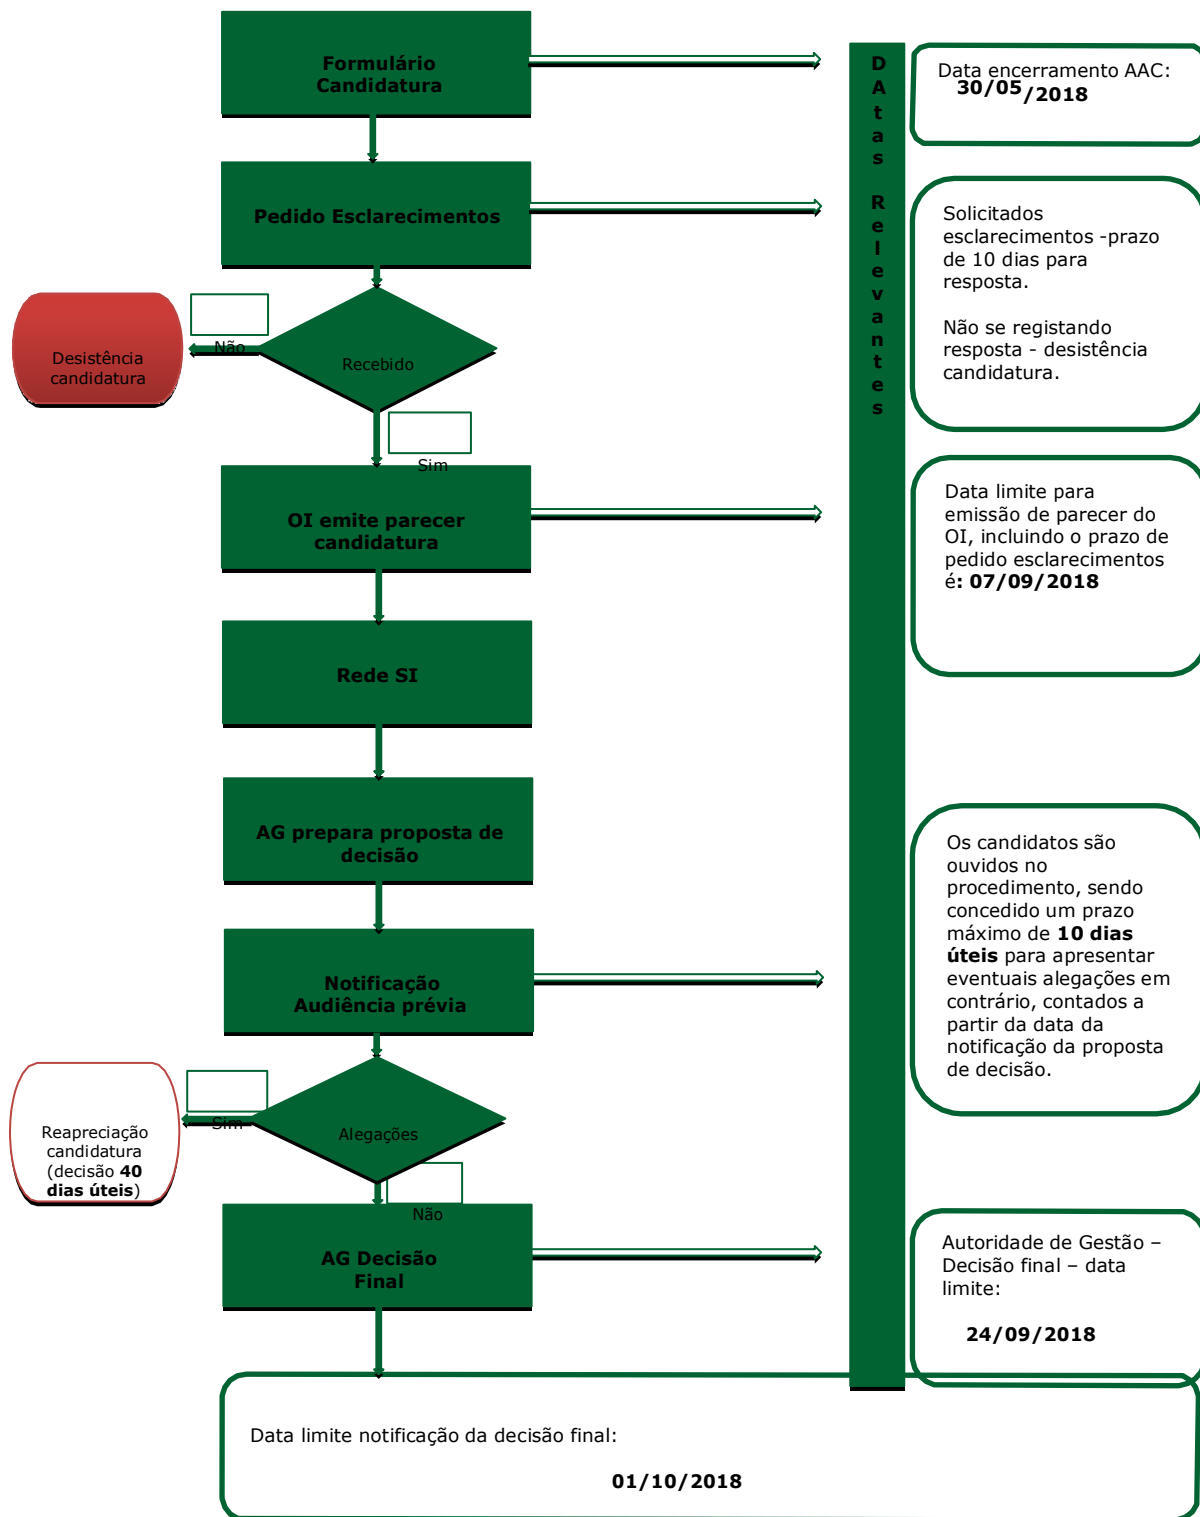 Formulário
Candidatura
Data encerramento AAC:
30/05/2018
Pedido Esclarecimentos
Solicitados
esclarecimentos -prazo
de 10 dias para
resposta.
Não se registando
resposta - desistência
candidatura.
DAtas Relevantes
Não
Desistência
candidatura
Recebido
Sim
OI emite parecer
candidatura
Data limite para
emissão de parecer do
OI, incluindo o prazo de
pedido esclarecimentos
é: 07/09/2018
Rede SI
AG prepara proposta de
decisão
Os candidatos são
ouvidos no
procedimento, sendo
concedido um prazo
máximo de 10 dias
úteis para apresentar
eventuais alegações em
contrário, contados a
partir da data da
notificação da proposta
de decisão.
Notificação
Audiência prévia
Sim
Reapreciação
candidatura
(decisão 40
dias úteis)
Alegações
Não
AG Decisão
Final
Autoridade de Gestão –
Decisão final – data
limite:
24/09/2018
Data limite notificação da decisão final:
01/10/2018